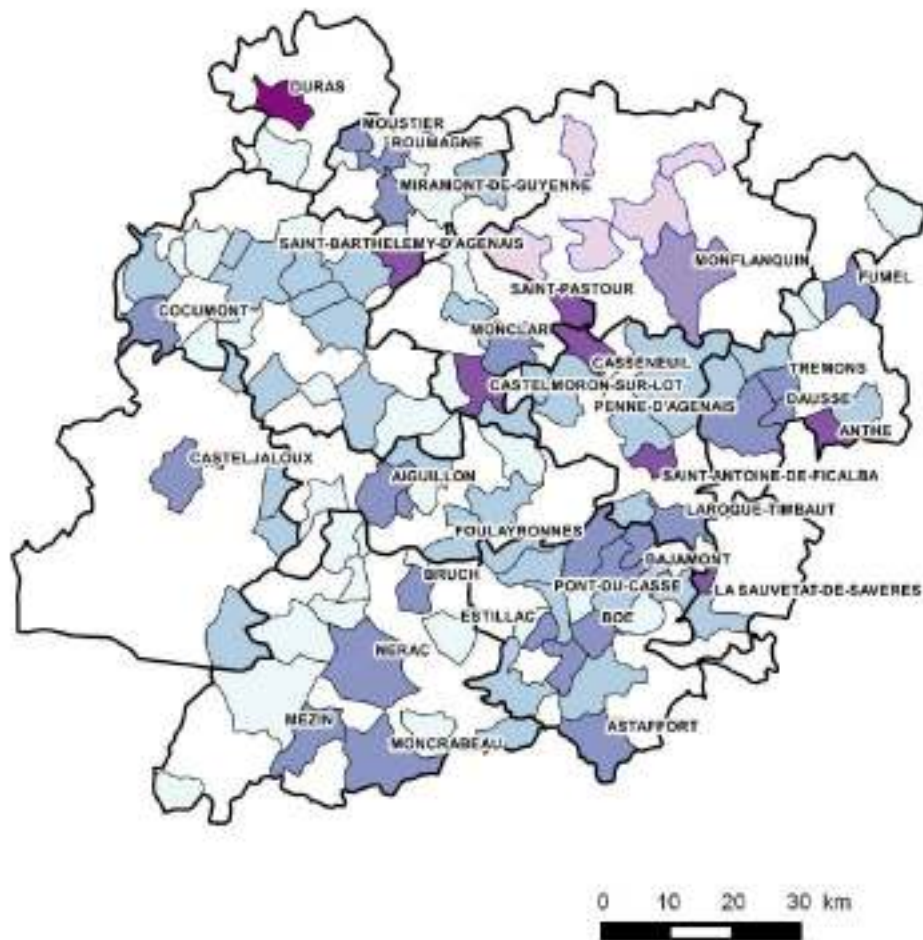 DURAS
MOUSTIER
ROUMAGNE
MIRAMONT-DE-GUYENNE
SAINT-BARTHELEMY-D'AGENAIS
MONFLANQUIN
FUMEL
SAINT-PASTOUR
COCUMONT
MONCLAR
CASSENEUIL
TREMONS
CASTELMORON-SUR-LOT
DAUSSE
PENNE-D'AGENAIS
ANTHE
CASTELJALOUX
AIGUILLON
SAINT-ANTOINE-DE-FICALBA
LAROQUE-TIMBAUT
FOULAYRONNES
BAJAMONT
BRUCH
PONT-DU-CASSE
LA SAUVETAT-DE-SAVERES
ESTILLAC
BOE
NERAC
MEZIN
ASTAFFORT
MONCRABEAU
0 10 20 30 km